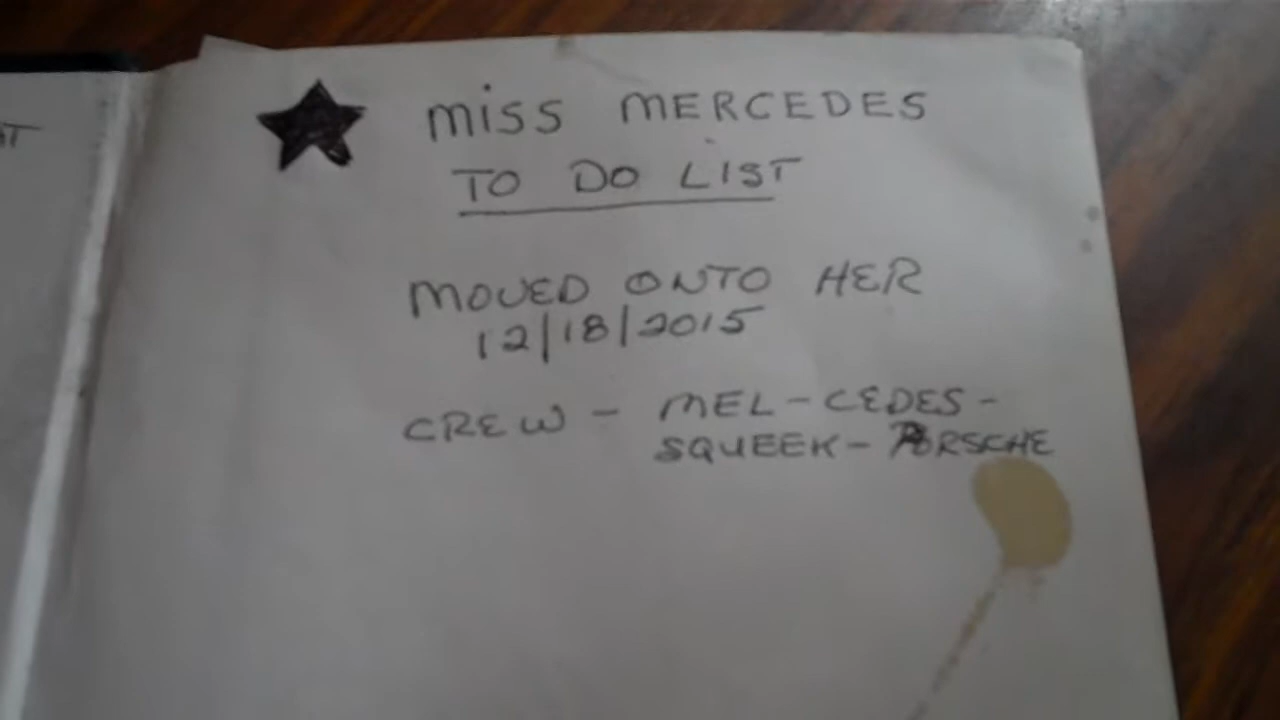 miss MERCEDES
TO DO LIST
MOVED ONTO HER
12/18/2015
CREW - MEL-CEDES-
SQUEEK- PORSCHE